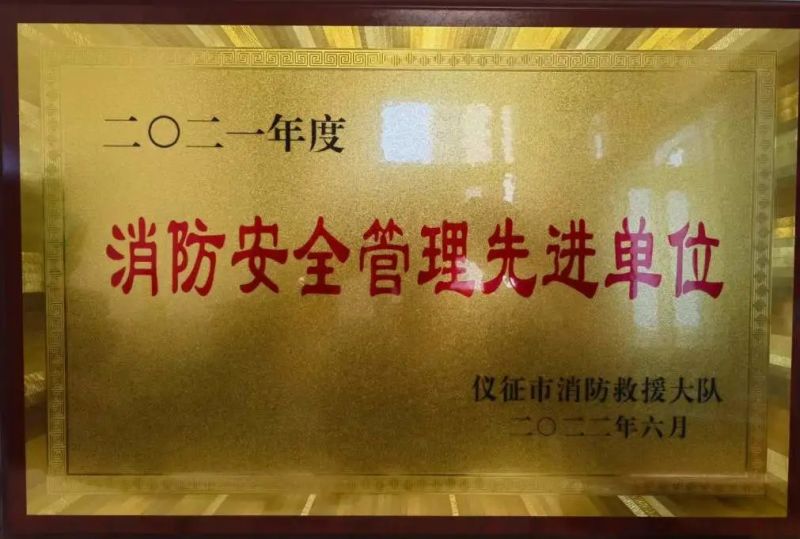 二〇二一年度
消防安全管理先进单位
仪征市消防救援大队
二〇二二年六月